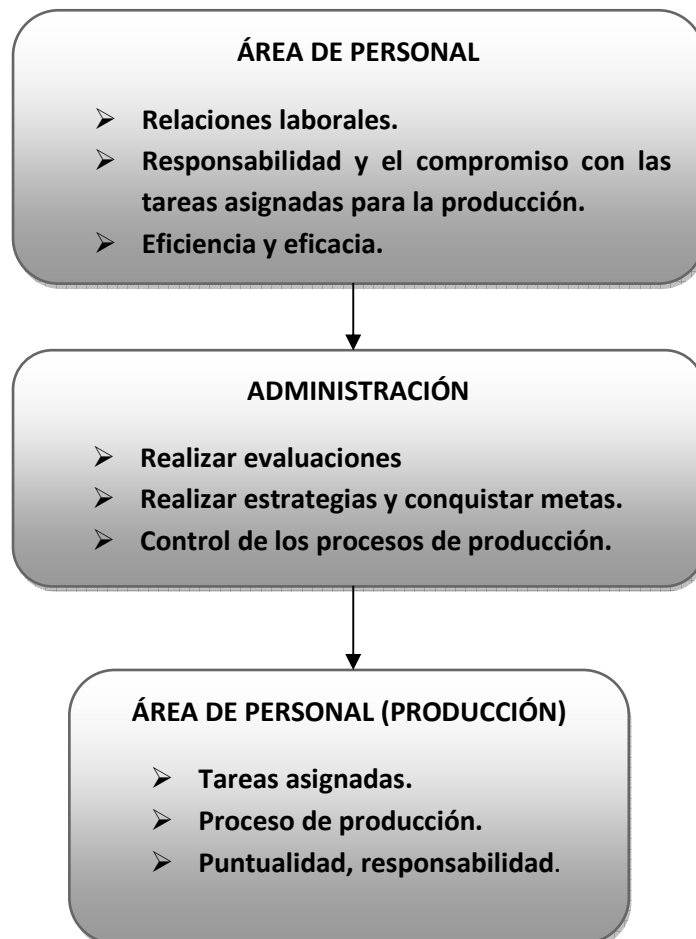 ÁREA DE PERSONAL
➢ Relaciones laborales.
➢ Responsabilidad y el compromiso con las
tareas asignadas para la producción.
➢ Eficiencia y eficacia.
ADMINISTRACIÓN
➢ Realizar evaluaciones
➢ Realizar estrategias y conquistar metas.
➢ Control de los procesos de producción.
ÁREA DE PERSONAL (PRODUCCIÓN)
➢ Tareas asignadas.
➢ Proceso de producción.
➢ Puntualidad, responsabilidad.